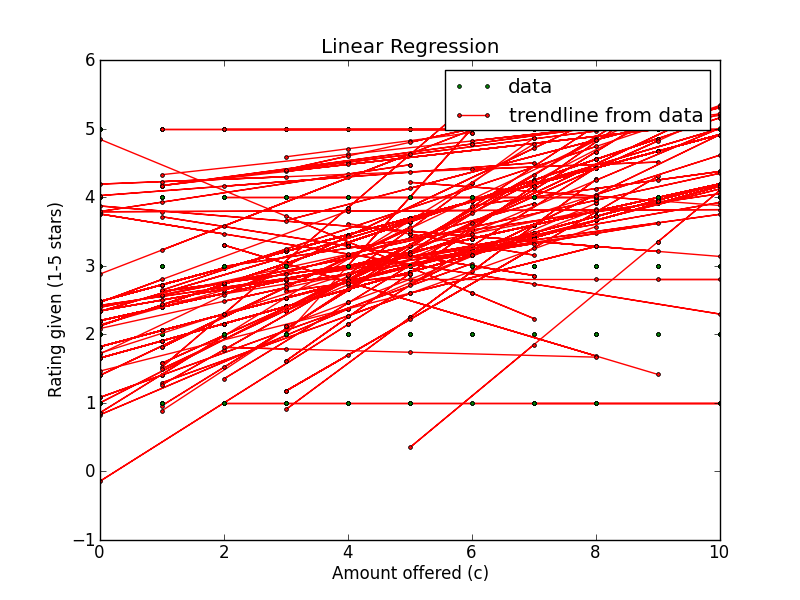 Linear Regression
data
trendline from data
6
5
4
3
2
1
0
−1
Rating given (1-5 stars)
0 2 4 6 8 10
Amount offered (c)